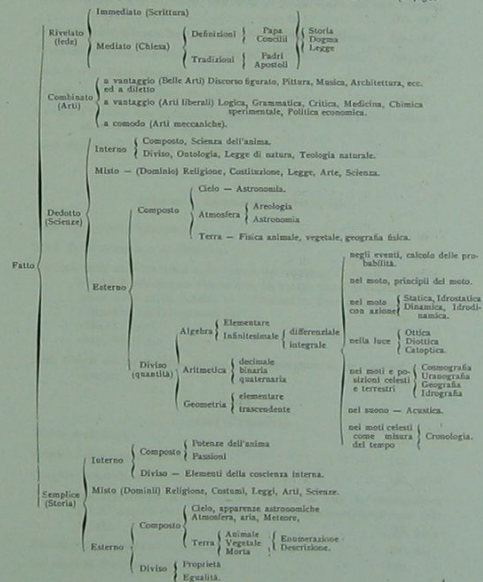 Immediato (Scrittura)
Rivelato
(fede)
Mediato (Chiesa)
Definizioni
Papa
Concilii
Tradizioni
Padri
Apostoli
Storia
Dogma
Legge
Combinato
(Arti)
a vantaggio (Belle Arti) Discorso figurato, Pittura, Musica, Architettura, ecc.
ed a diletto
a vantaggio (Arti liberali) Logica, Grammatica, Critica, Medicina, Chimica
sperimentale, Politica economica.
a comodo (Arti meccaniche).
Fatto
Dedotto
(Scienze)
Interno
Composto, Scienza dell'anima.
Diviso, Ontologia, Legge di natura, Teologia naturale.
Misto — (Dominio) Religione, Costituzione, Legge, Arte, Scienza.
Esterno
Composto
Cielo — Astronomia.
Atmosfera
Areologia
Astronomia
Terra — Fisica animale, vegetale, geografia fisica.
Diviso
(quantità)
Algebra
Elementare
Infinitesimale
differenziale
integrale
Aritmetica
decimale
binaria
quaternaria
Geometria
elementare
trascendente
negli eventi, calcolo delle pro-
babilità.
nel moto, principii del moto.
nel moto
con azione
Statica, Idrostatica
Dinamica, Idrodi-
namica.
nella luce
Ottica
Diottica
Catoptica.
nei moti e po-
sizioni celesti
e terrestri
Cosmografia
Uranografia
Geografia
Idrografia
nel suono — Acustica.
nei moti celesti
come misura
del tempo
Cronologia.
Semplice
(Storia)
Interno
Composto
Potenze dell'anima
Passioni
Diviso — Elementi della coscienza interna.
Misto (Dominii) Religione, Costumi, Leggi, Arti, Scienze.
Esterno
Composto
Cielo, apparenze astronomiche
Atmosfera, aria, Meteore,
Terra
Animale
Vegetale
Morta
Enumerazione
Descrizione.
Diviso
Proprietà
Egualità.